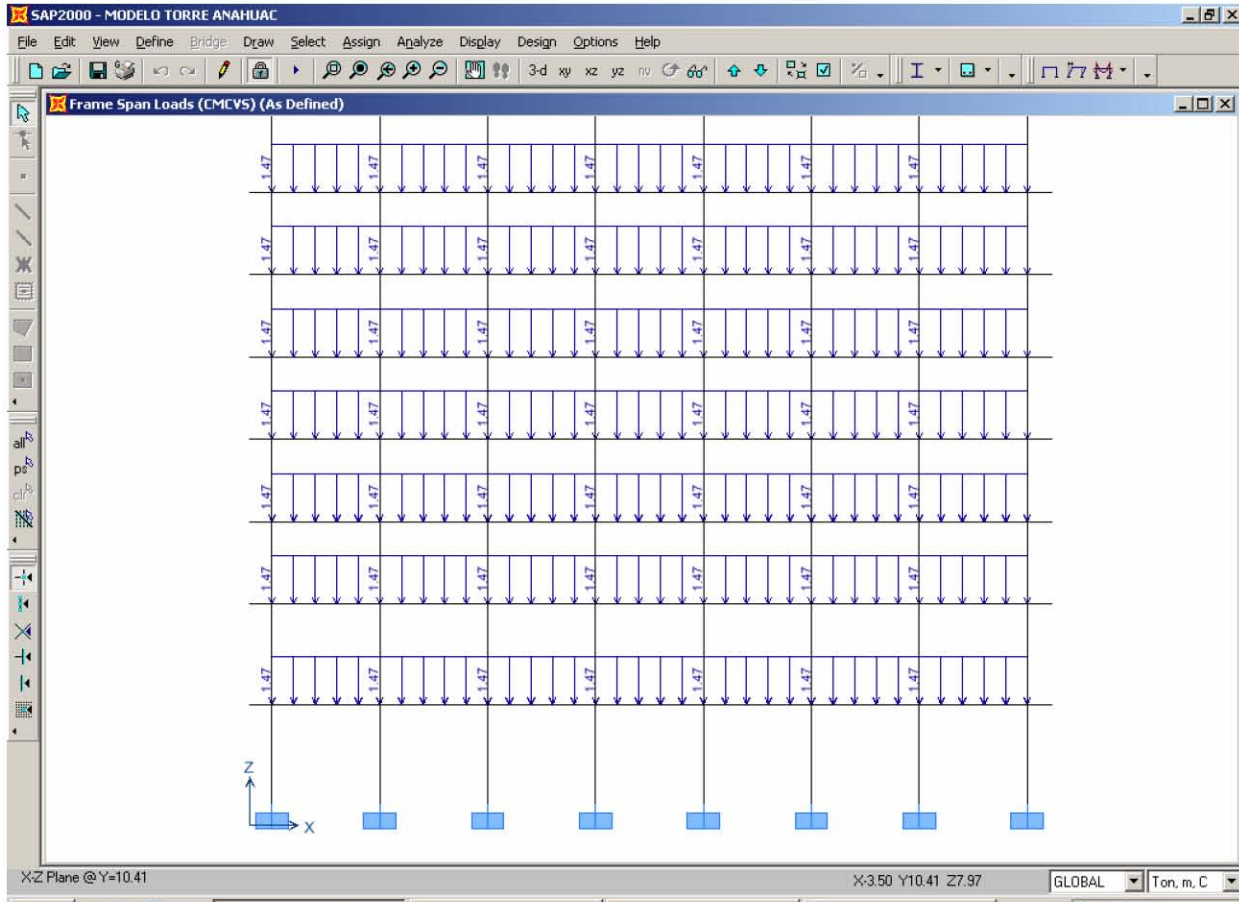 SAP2000 - MODELO TORRE ANAHUAC
File Edit View Define Bridge Draw Select Assign Analyze Display Design Options Help
3-d xy xz yz nv
Frame Span Loads (CMCVS) (As Defined)
1.47 1.47 1.47 1.47 1.47 1.47 1.47
1.47 1.47 1.47 1.47 1.47 1.47 1.47
1.47 1.47 1.47 1.47 1.47 1.47 1.47
1.47 1.47 1.47 1.47 1.47 1.47 1.47
all
ps
clr
1.47 1.47 1.47 1.47 1.47 1.47 1.47
1.47 1.47 1.47 1.47 1.47 1.47 1.47
1.47 1.47 1.47 1.47 1.47 1.47 1.47
Z
X
X-Z Plane @ Y=10.41
X-3.50 Y10.41 Z7.97
GLOBAL
Ton, m, C